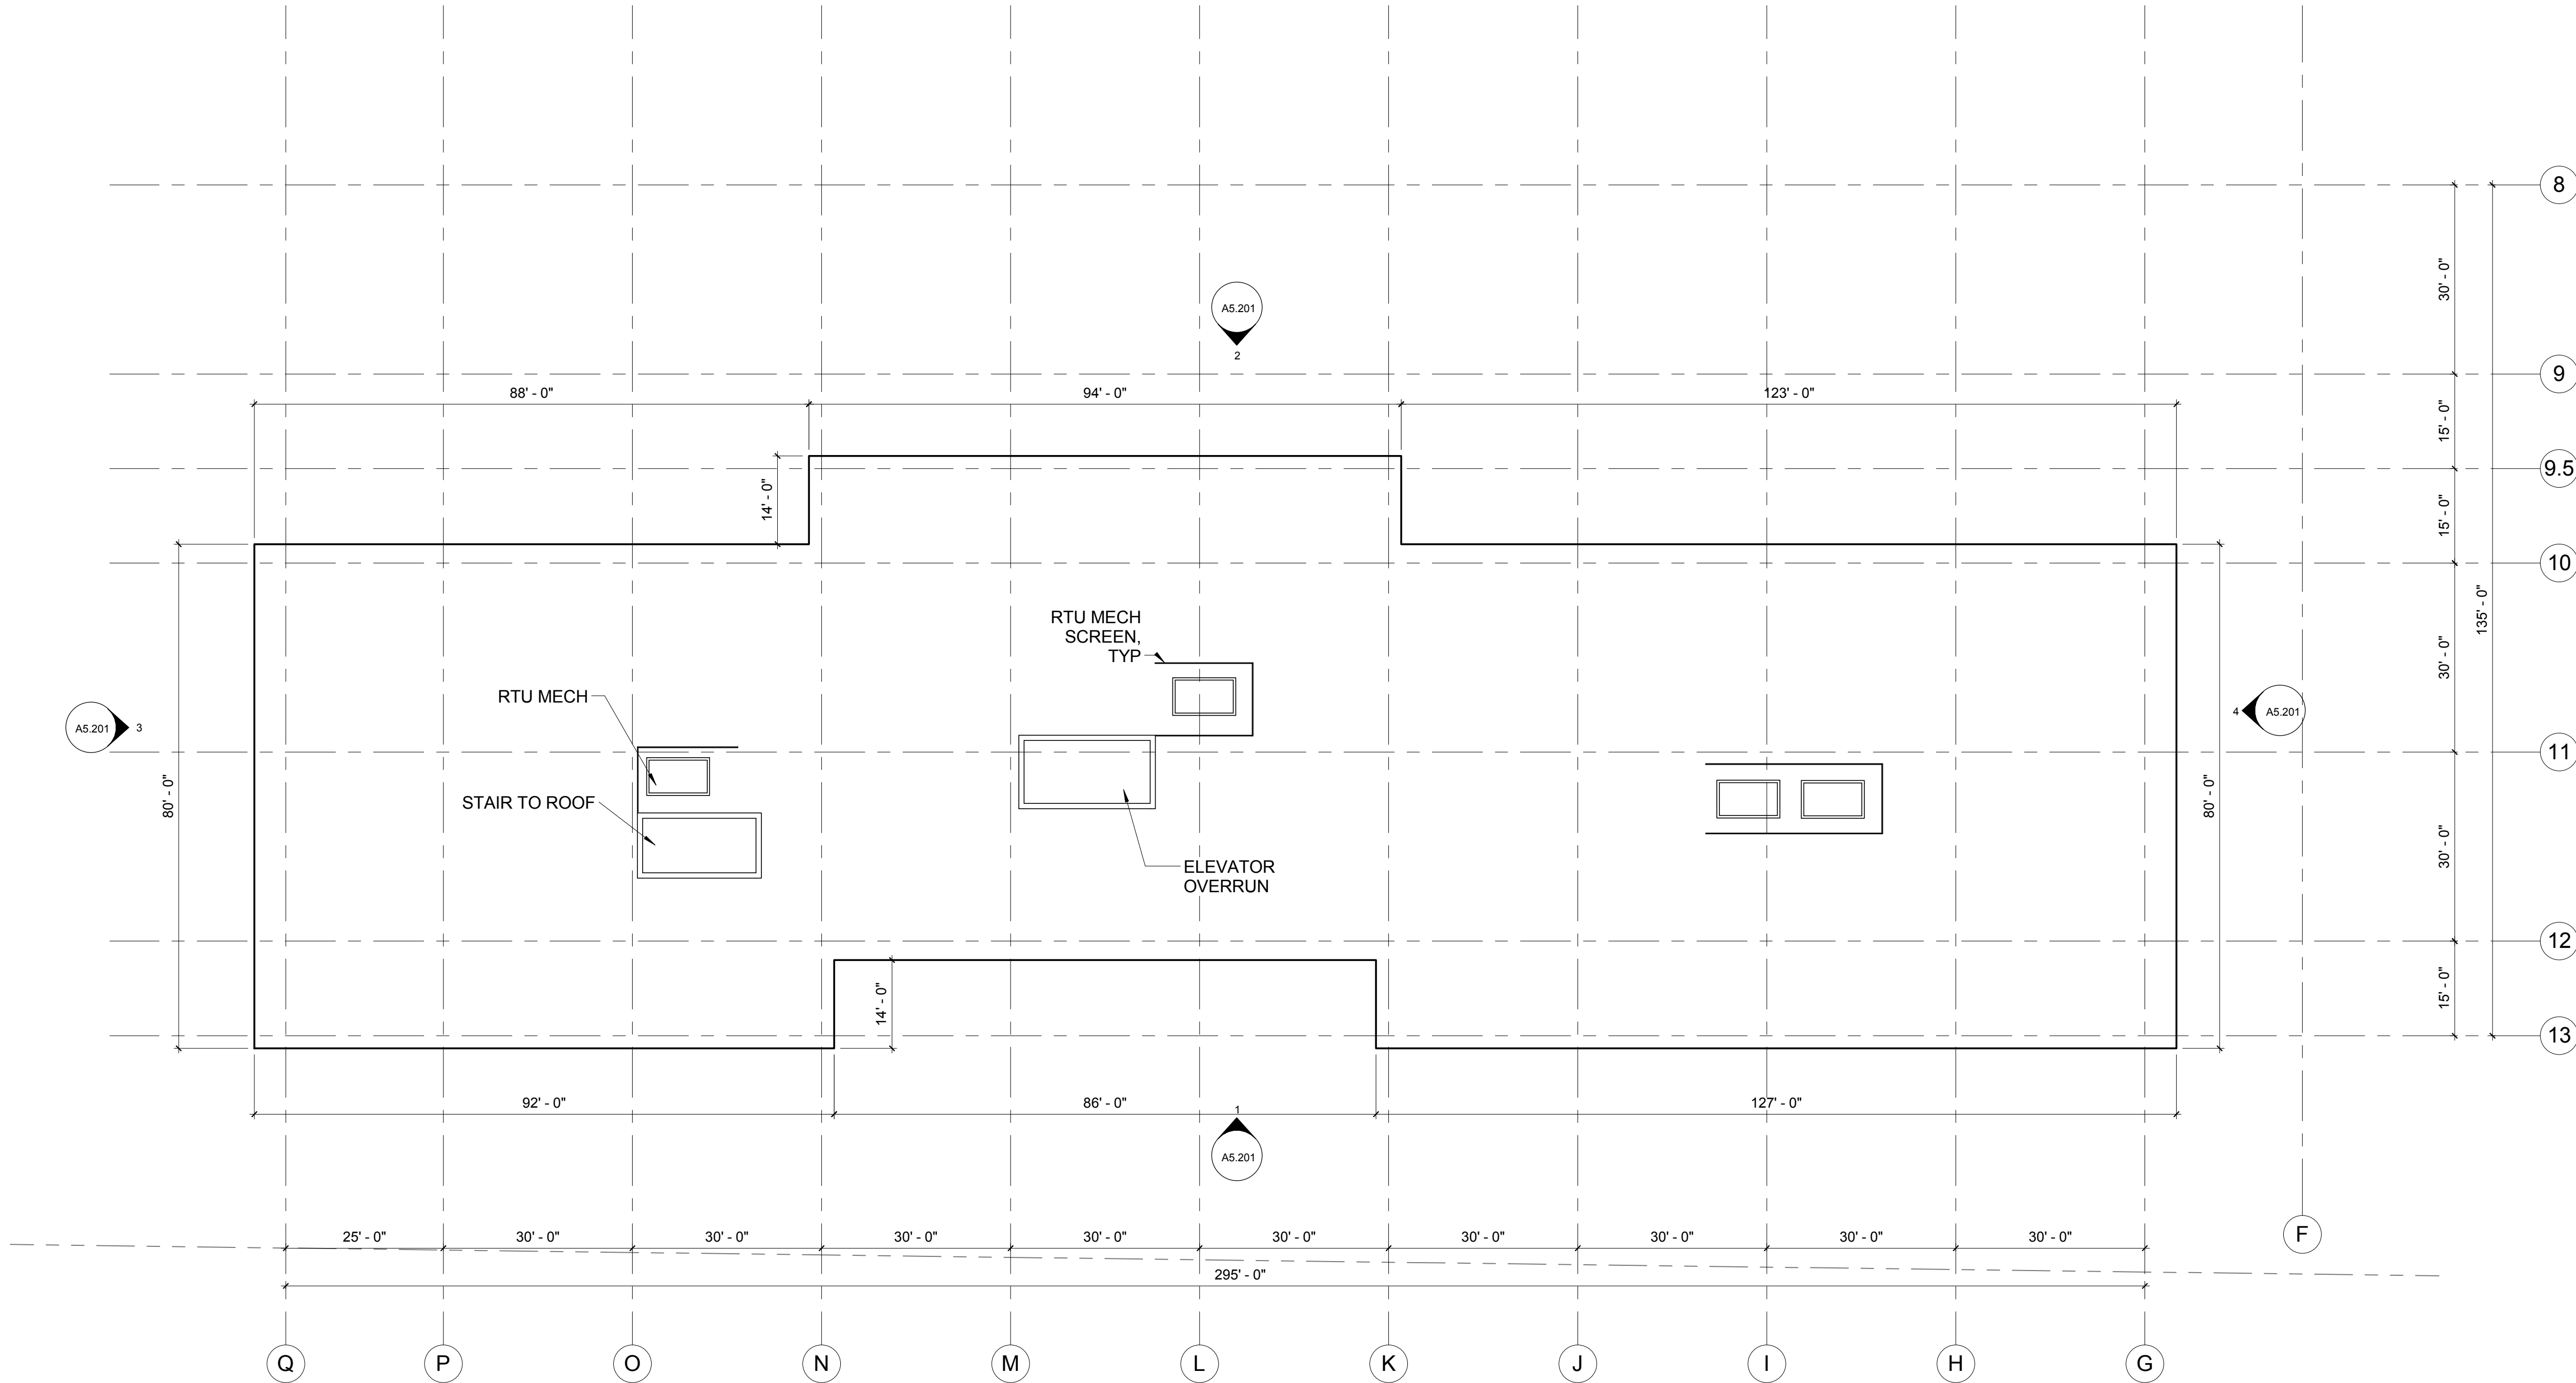 8
A5.201
2
30' - 0"
9
88' - 0"
94' - 0"
123' - 0"
15' - 0"
9.5
14' - 0"
15' - 0"
10
RTU MECH
SCREEN,
TYP
135' - 0"
30' - 0"
RTU MECH
A5.201
3
4
A5.201
11
80' - 0"
STAIR TO ROOF
80' - 0"
ELEVATOR
OVERRUN
30' - 0"
12
14' - 0"
15' - 0"
13
92' - 0"
86' - 0"
127' - 0"
1
A5.201
F
25' - 0"
30' - 0"
30' - 0"
30' - 0"
30' - 0"
30' - 0"
30' - 0"
30' - 0"
30' - 0"
30' - 0"
295' - 0"
Q
P
O
N
M
L
K
J
I
H
G